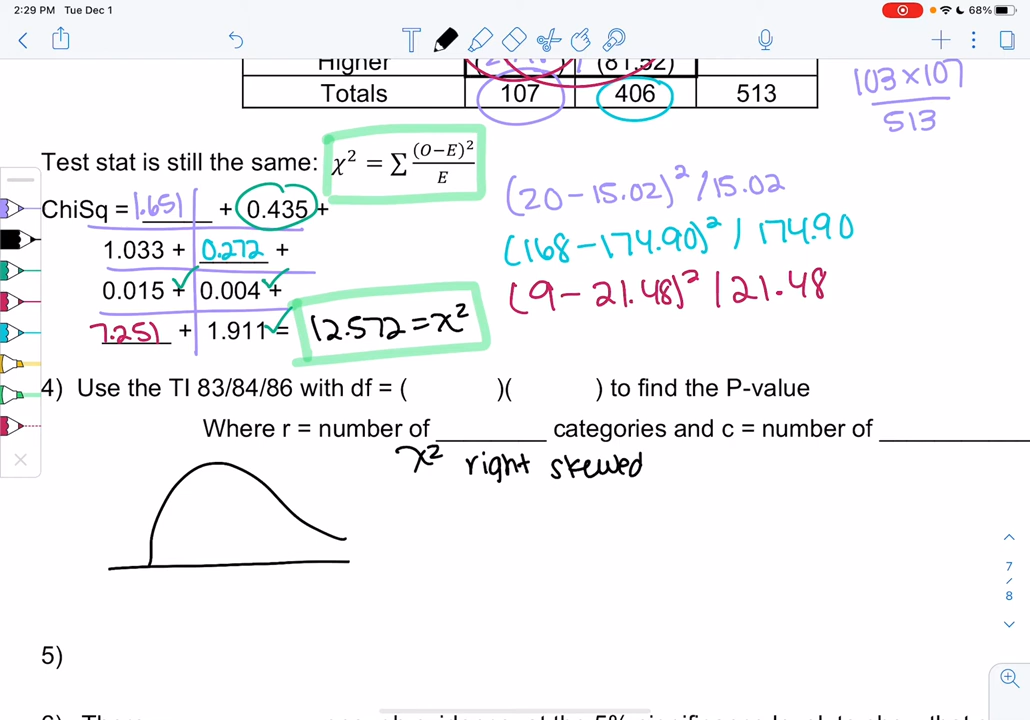 2:29 PM Tue Dec 1 68%
Higher (81.52)
Totals 107 406 513
103 × 107
513
Test stat is still the same: χ² = Σ (O−E)² / E
(20 − 15.02)² / 15.02
ChiSq = 1.651 + 0.435 +
(168 − 174.90)² / 174.90
1.033 + 0.272 +
(9 − 21.48)² / 21.48
0.015 + 0.004 +
7.251 + 1.911 = 12.572 = χ²
4) Use the TI 83/84/86 with df = ( )( ) to find the P-value
Where r = number of ________ categories and c = number of ________
χ² right skewed
7
/
8
5)